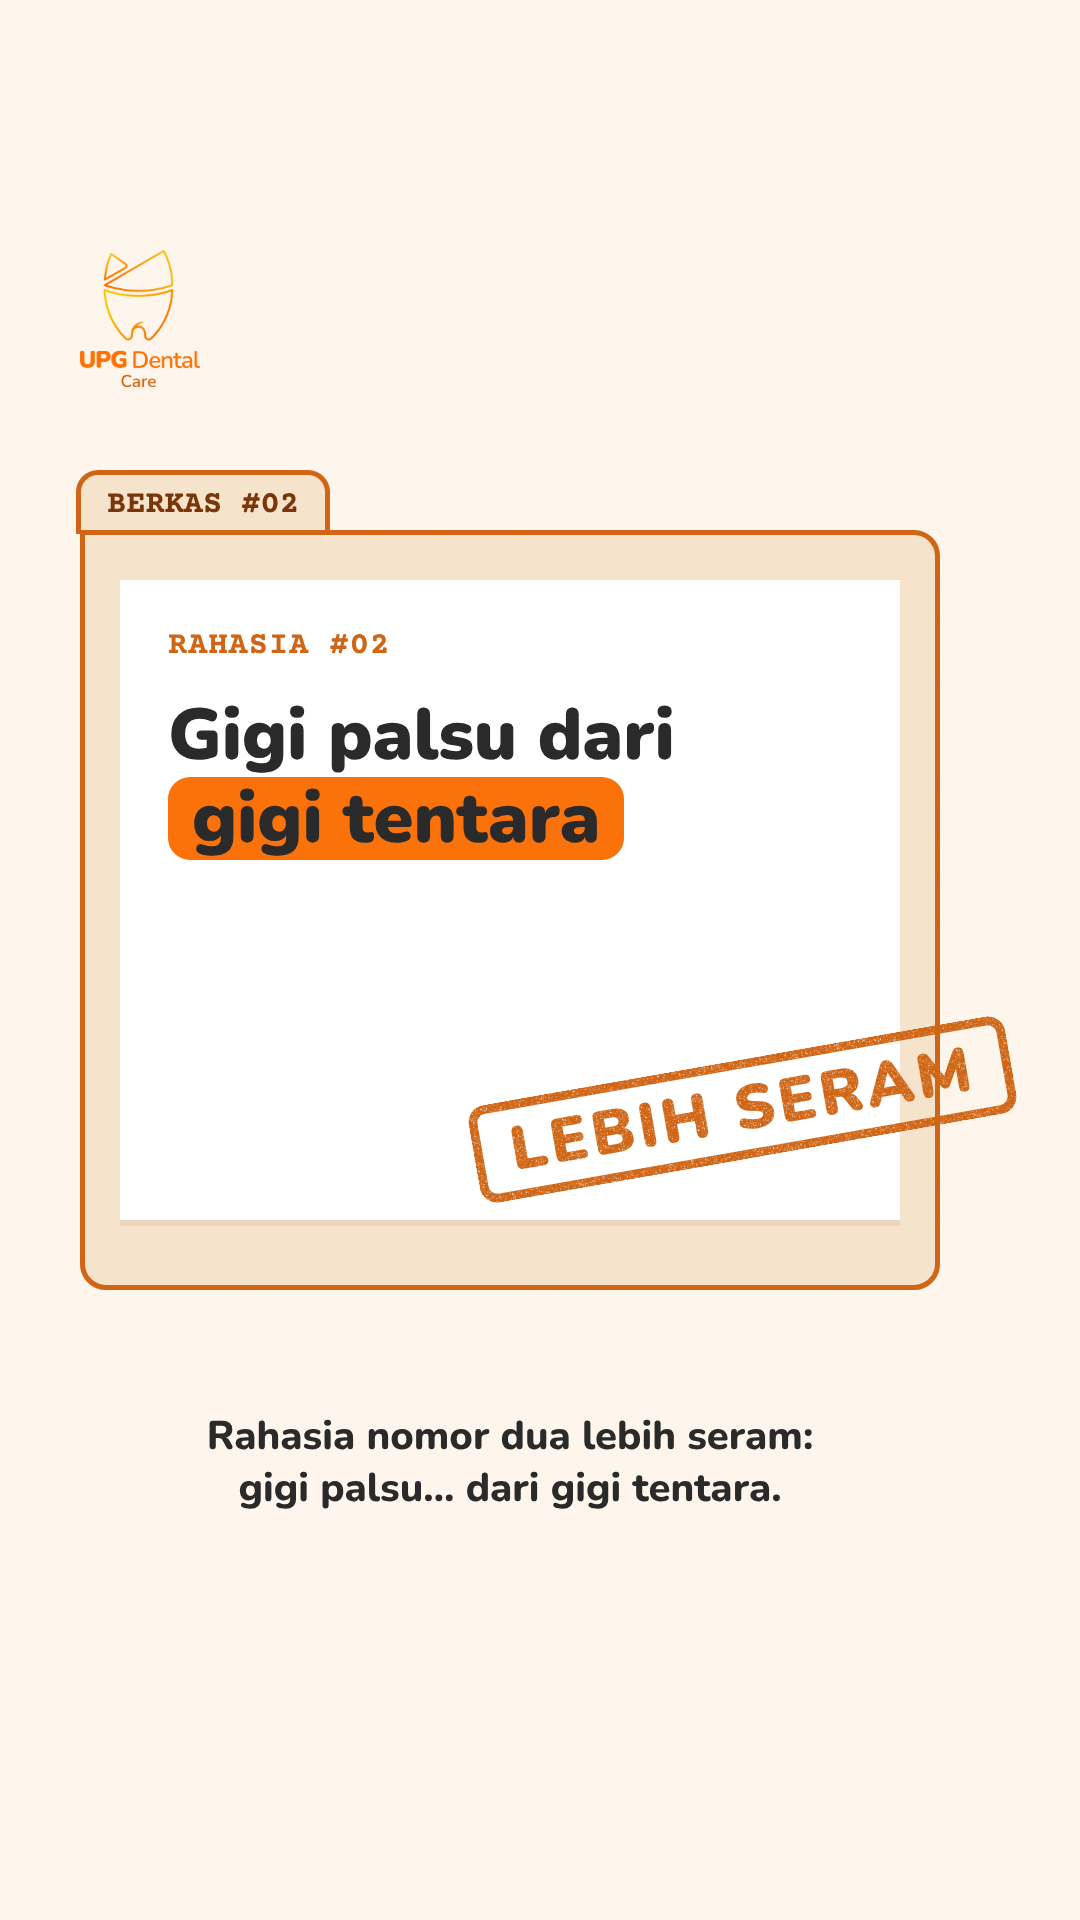 UPG Dental
Care
BERKAS #02
RAHASIA #02
Gigi palsu dari
gigi tentara
LEBIH SERAM
Rahasia nomor dua lebih seram:
gigi palsu... dari gigi tentara.